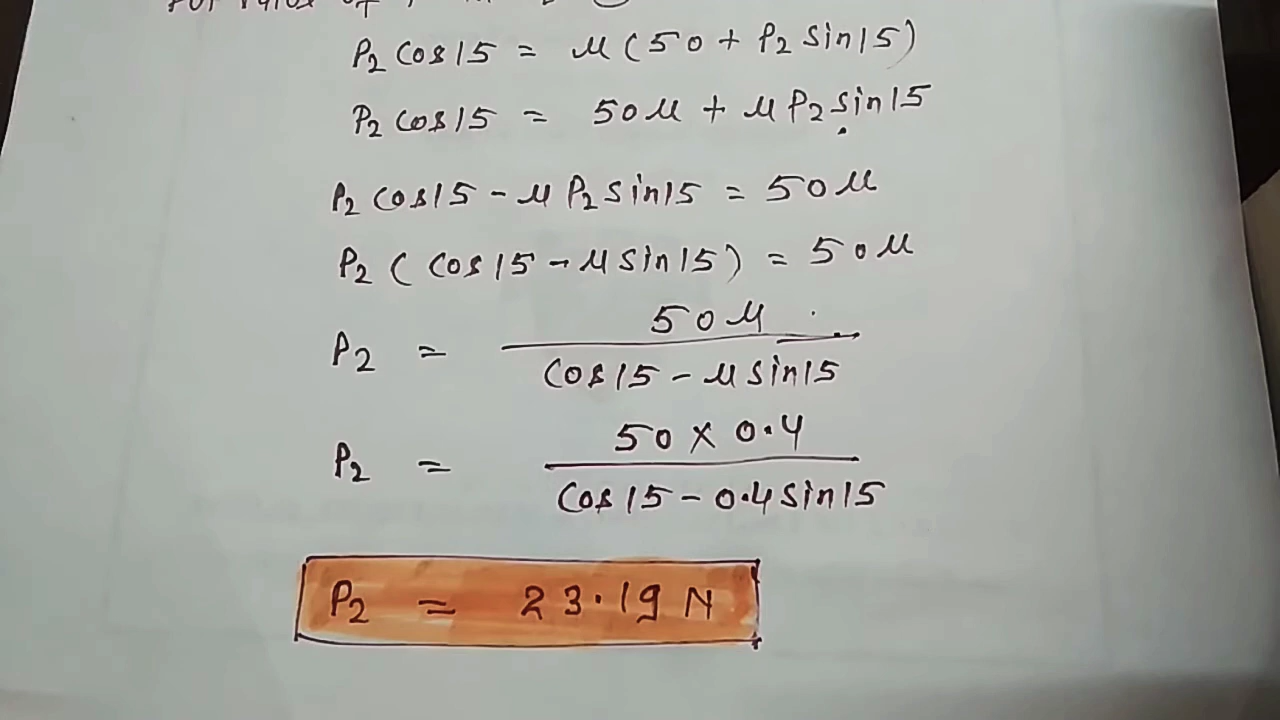 P2 cos15 = μ(50 + P2 sin15)
P2 cos15 = 50μ + μP2 sin15
P2 cos15 - μ P2 sin15 = 50μ
P2 ( cos15 - μ sin15) = 50μ
P2 = 50μ / cos15 - μ sin15
P2 = 50 x 0.4 / cos15 - 0.4 sin15
P2 = 23.19 N